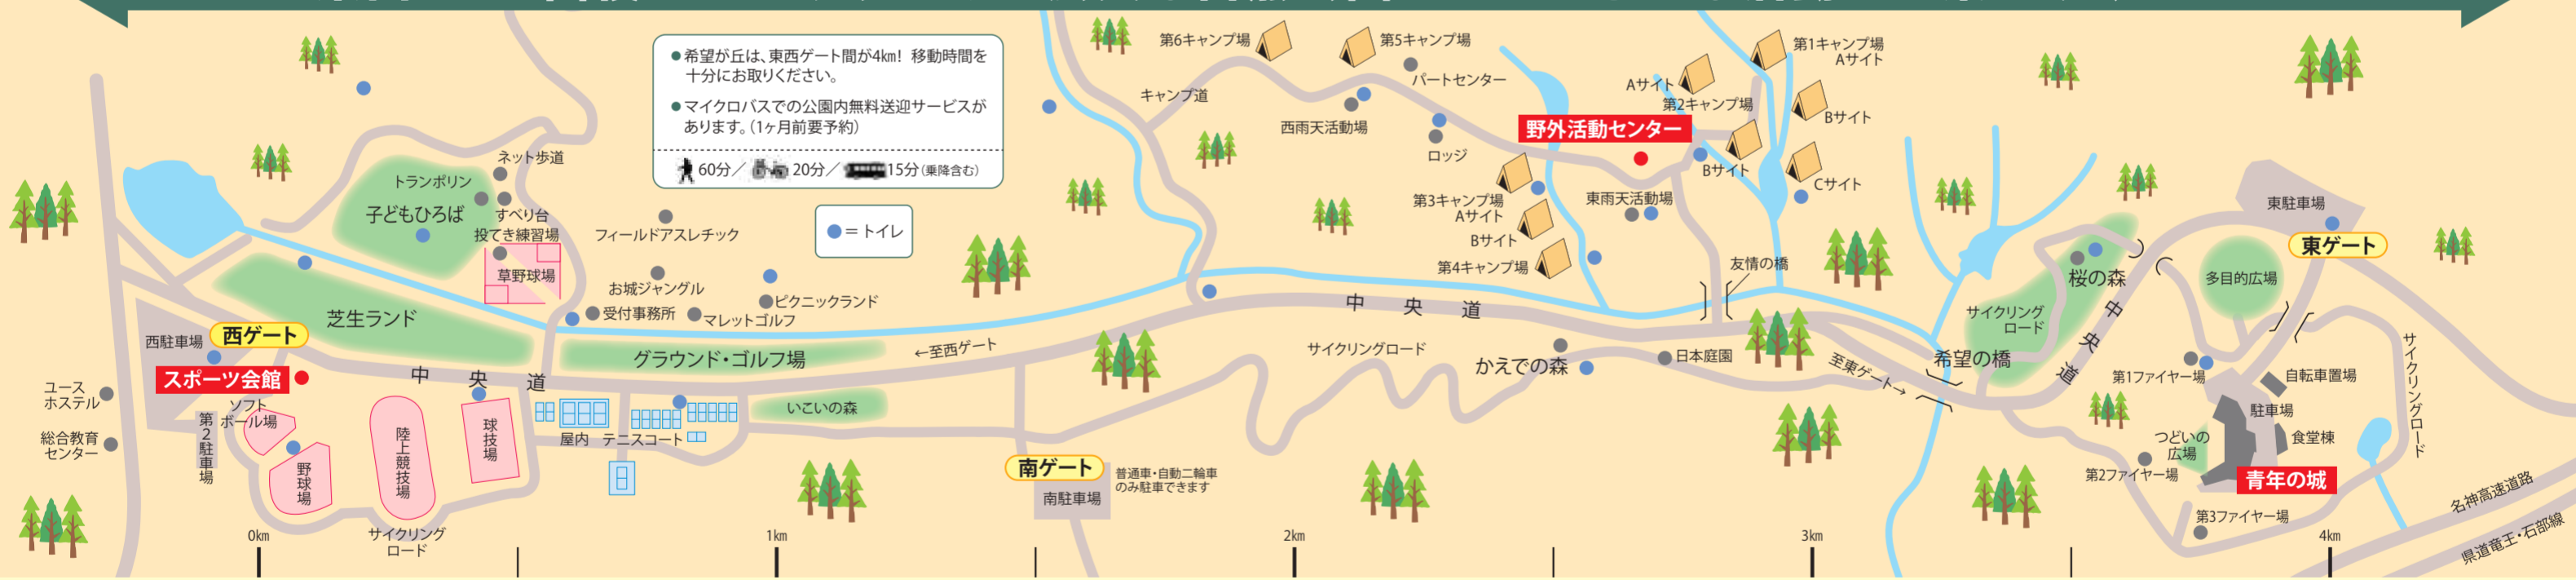 ●希望が丘は、東西ゲート間が4km! 移動時間を
十分にお取りください。
●マイクロバスでの公園内無料送迎サービスが
あります。（1ヶ月前要予約）
60分／
20分／
15分（乗降含む）
●＝トイレ
ネット歩道
トランポリン
子どもひろば
すべり台
投てき練習場
草野球場
フィールドアスレチック
お城ジャングル
受付事務所
マレットゴルフ
ピクニックランド
芝生ランド
西駐車場
西ゲート
スポーツ会館
ユース
ホステル
総合教育
センター
第2駐車場
ソフト
ボール場
野球場
陸上競技場
球技場
サイクリング
ロード
中央道
グラウンド・ゴルフ場
←至西ゲート
屋内
テニスコート
いこいの森
南ゲート
南駐車場
普通車・自動二輪車
のみ駐車できます
第6キャンプ場
第5キャンプ場
パートセンター
キャンプ道
西雨天活動場
ロッジ
野外活動センター
第1キャンプ場
Aサイト
Aサイト
第2キャンプ場
Bサイト
Bサイト
Cサイト
東雨天活動場
第3キャンプ場
Aサイト
Bサイト
第4キャンプ場
友情の橋
中央道
サイクリングロード
かえでの森
日本庭園
至東ゲート→
希望の橋
サイクリング
ロード
桜の森
中央道
東駐車場
東ゲート
多目的広場
第1ファイヤー場
自転車置場
駐車場
食堂棟
つどいの
広場
第2ファイヤー場
青年の城
第3ファイヤー場
サイクリングロード
名神高速道路
県道竜王・石部線
0km
1km
2km
3km
4km